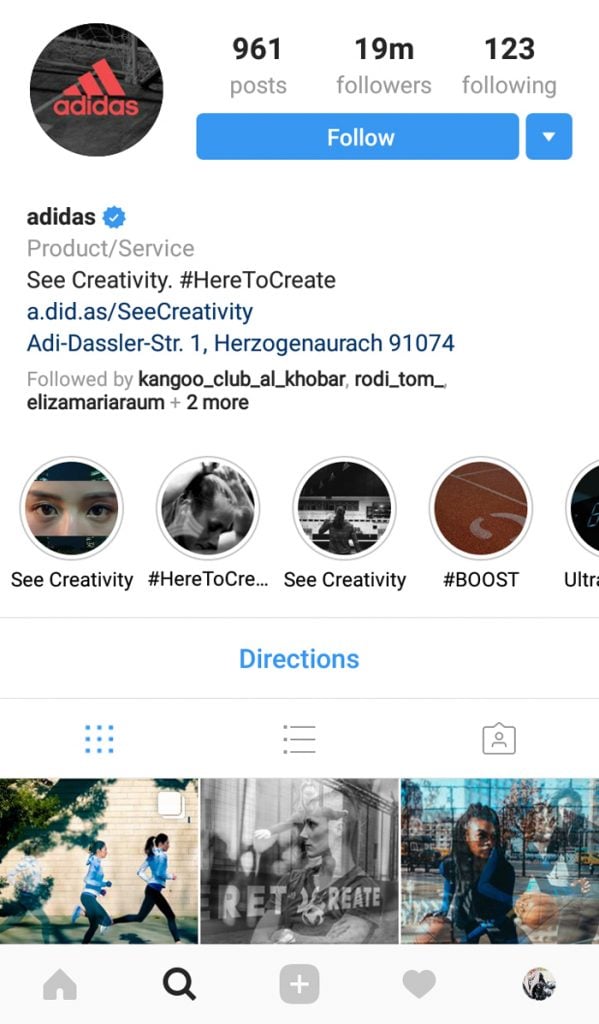 adidas
961 19m 123
posts followers following
Follow
adidas
Product/Service
See Creativity. #HereToCreate
a.did.as/SeeCreativity
Adi-Dassler-Str. 1, Herzogenaurach 91074
Followed by kangoo_club_al_khobar, rodi_tom_,
elizamariaraum + 2 more
See Creativity #HereToCre... See Creativity #BOOST Ultra
Directions
ERETO CREATE